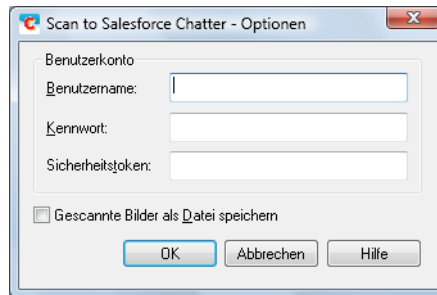 Scan to Salesforce Chatter - Optionen
Benutzerkonto
Benutzername:
Kennwort:
Sicherheitstoken:
Gescannte Bilder als Datei speichern
OK Abbrechen Hilfe